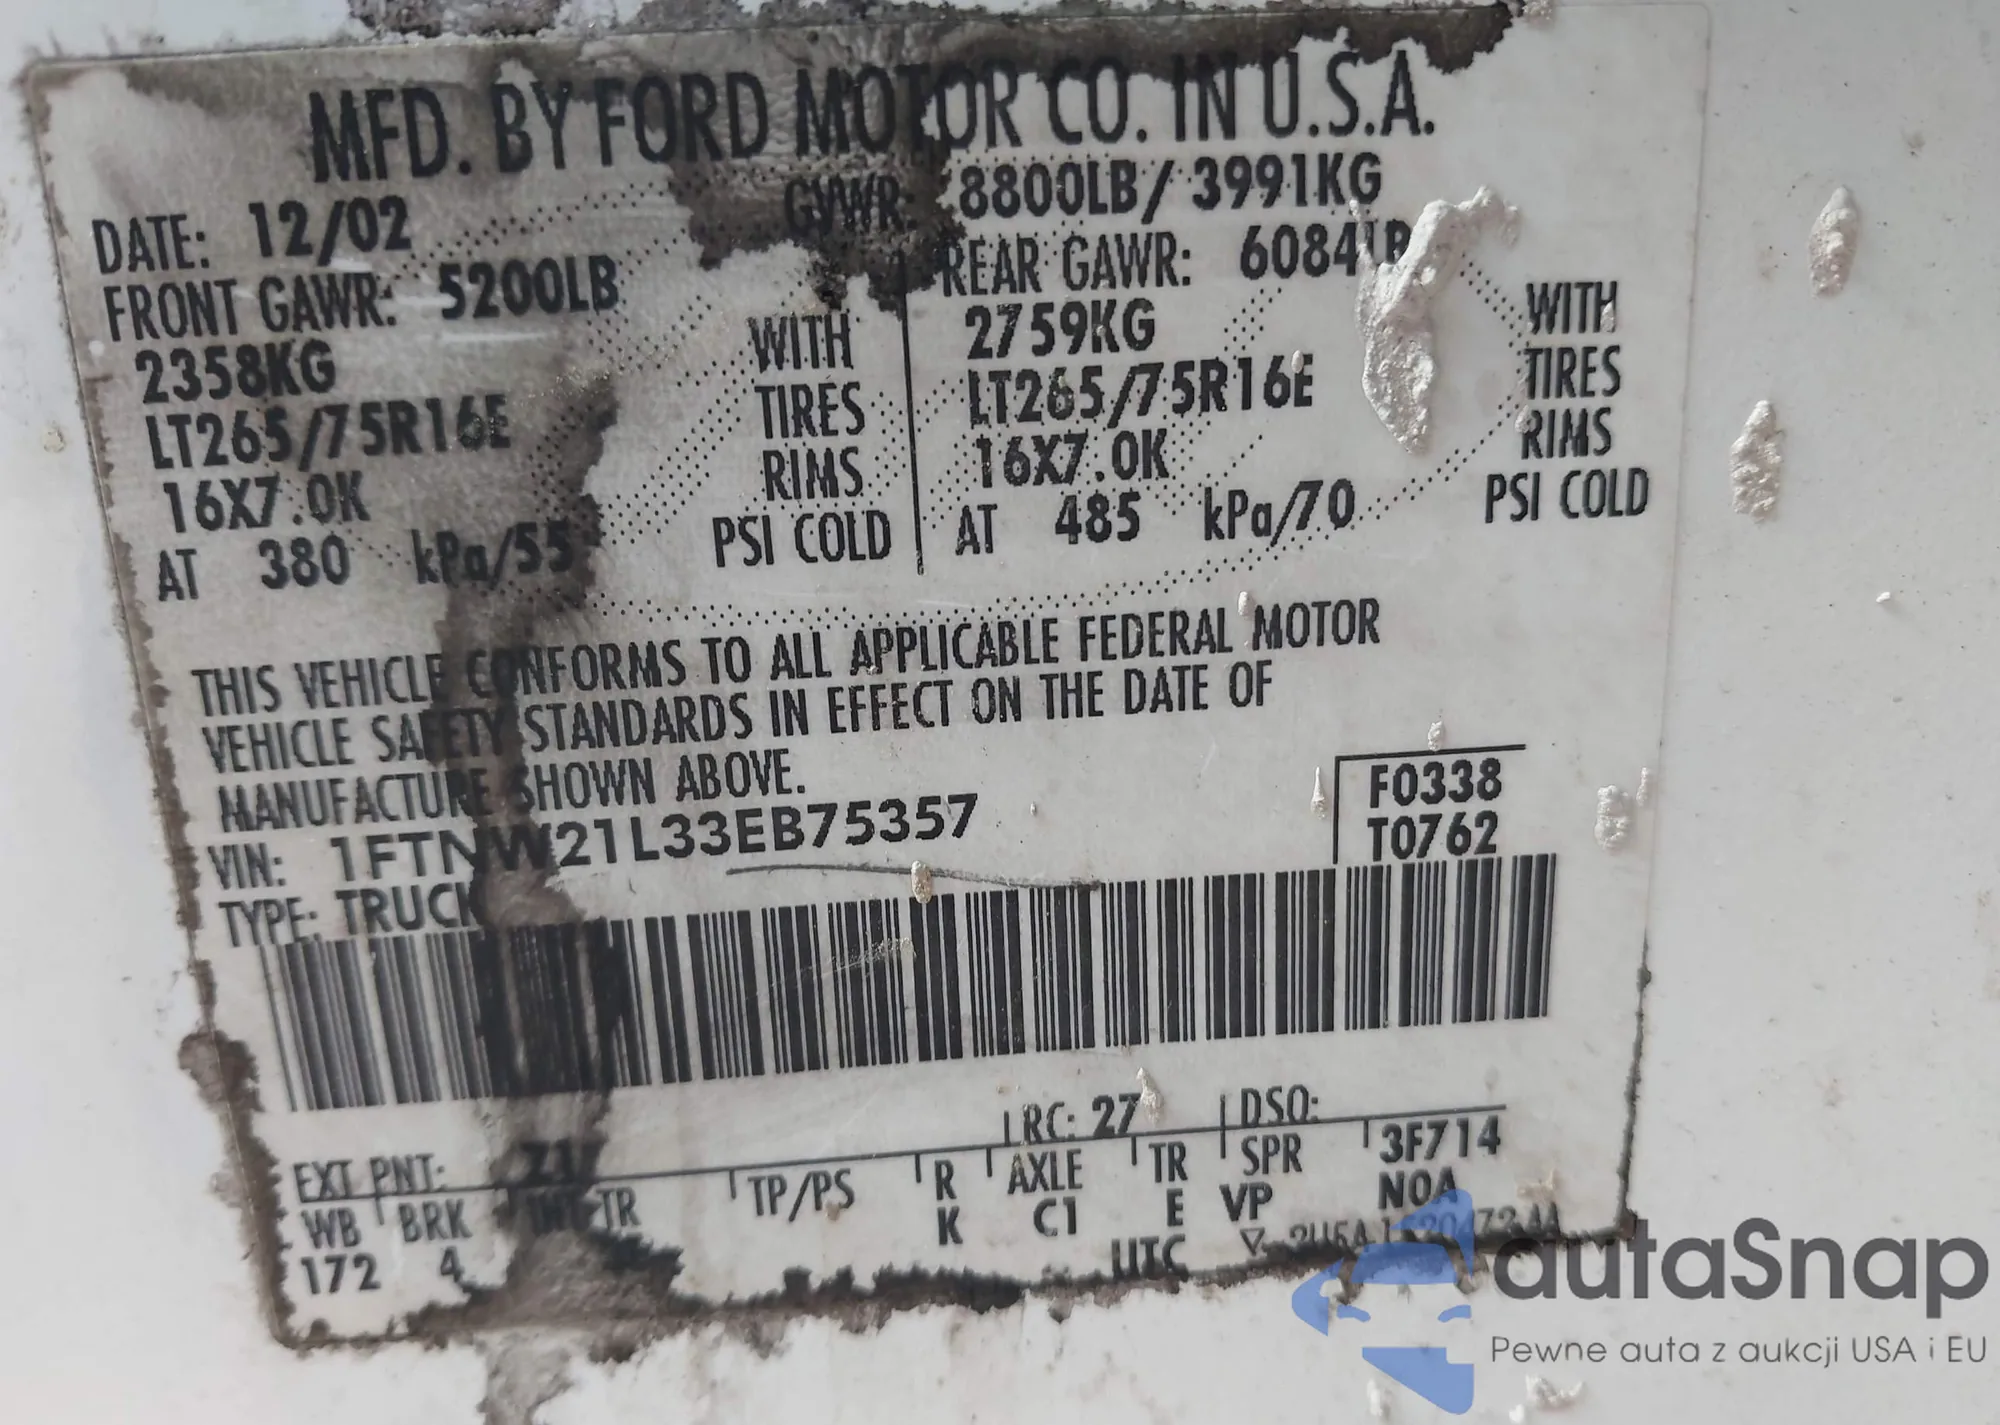 MFD. BY FORD MOTOR CO. IN U.S.A.
DATE: 12/02 GVWR: 8800LB/ 3991KG
FRONT GAWR: 5200LB REAR GAWR: 6084LB
2358KG WITH 2759KG WITH
LT265/75R16E TIRES LT265/75R16E TIRES
16X7.0K RIMS 16X7.0K RIMS
AT 380 kPa/55 PSI COLD AT 485 kPa/70 PSI COLD
THIS VEHICLE CONFORMS TO ALL APPLICABLE FEDERAL MOTOR
VEHICLE SAFETY STANDARDS IN EFFECT ON THE DATE OF
MANUFACTURE SHOWN ABOVE.
F0338
VIN: 1FTNW21L33EB75357
T0762
TYPE: TRUCK
EXT PNT: Z1 RC: 27 DSO:
WB BRK INT TR TP/PS R AXLE TR SPR 3F714
172 4 K C1 E VP N0A
UTC
autaSnap
Pewne auta z aukcji USA i EU